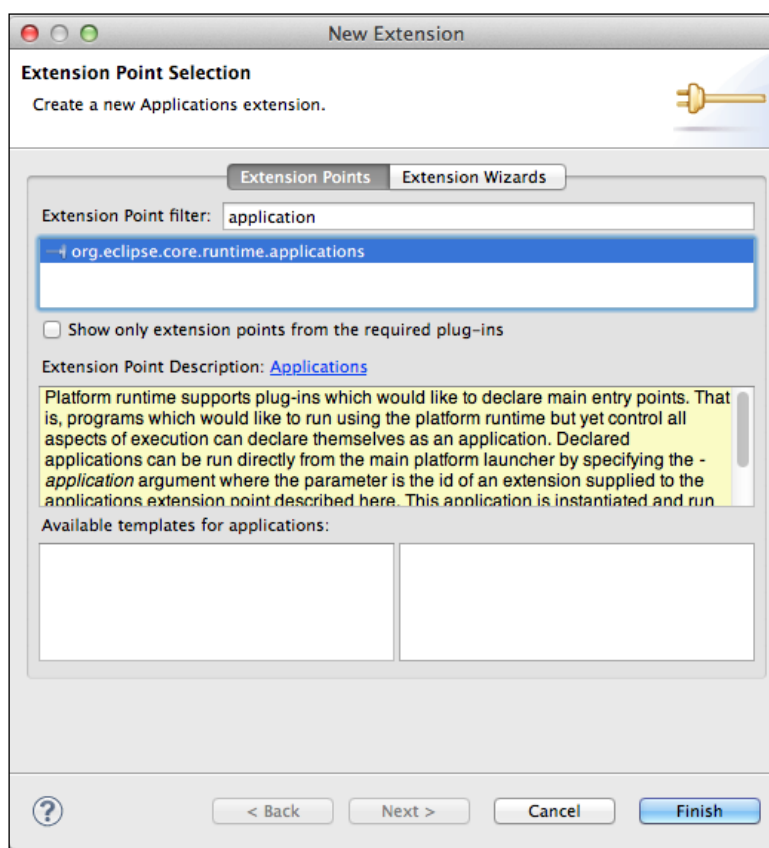 New Extension
Extension Point Selection
Create a new Applications extension.
Extension Points Extension Wizards
Extension Point filter: application
org.eclipse.core.runtime.applications
Show only extension points from the required plug-ins
Extension Point Description: Applications
Platform runtime supports plug-ins which would like to declare main entry points. That
is, programs which would like to run using the platform runtime but yet control all
aspects of execution can declare themselves as an application. Declared
applications can be run directly from the main platform launcher by specifying the -
application argument where the parameter is the id of an extension supplied to the
applications extension point described here. This application is instantiated and run
Available templates for applications:
?
< Back Next > Cancel Finish